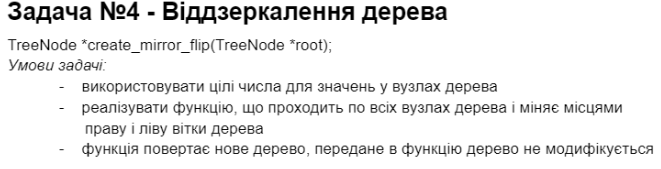 Задача №4 - Віддзеркалення дерева
TreeNode *create_mirror_flip(TreeNode *root);
Умови задачі:
- використовувати цілі числа для значень у вузлах дерева
- реалізувати функцію, що проходить по всіх вузлах дерева і міняє місцями
праву і ліву вітки дерева
- функція повертає нове дерево, передане в функцію дерево не модифікується